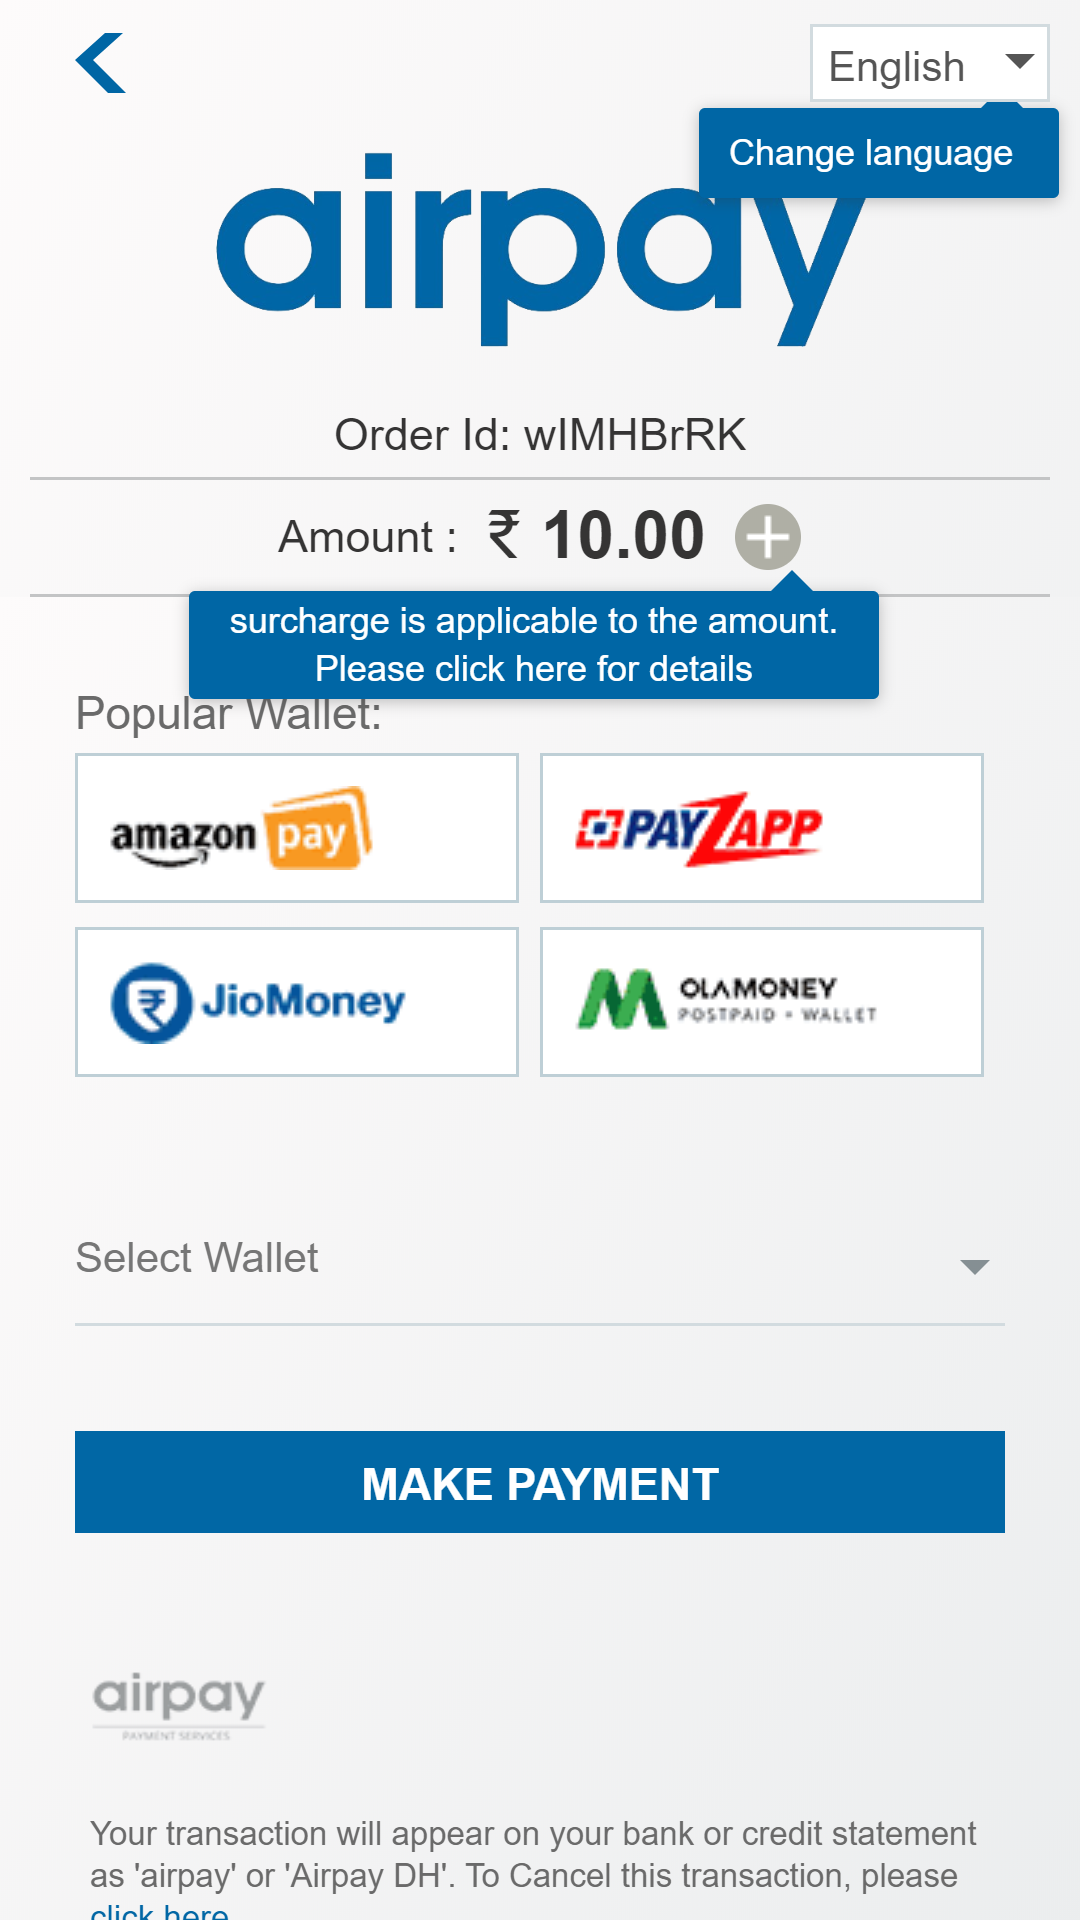 English
Change language
airpay
Order Id: wIMHBrRK
Amount : ₹ 10.00
surcharge is applicable to the amount.
Please click here for details
Popular Wallet:
amazon pay
PAYZAPP
JioMoney
OLAMONEY
POSTPAID • WALLET
Select Wallet
MAKE PAYMENT
airpay
PAYMENT SERVICES
Your transaction will appear on your bank or credit statement
as 'airpay' or 'Airpay DH'. To Cancel this transaction, please
click here